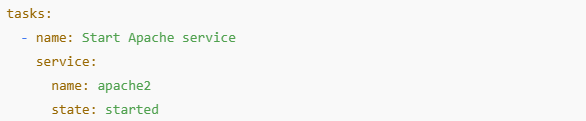 tasks:
  - name: Start Apache service
    service:
      name: apache2
      state: started